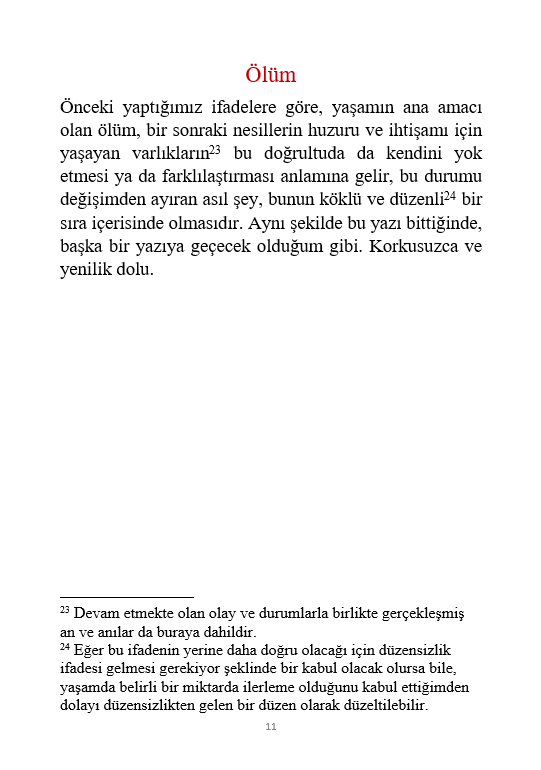 Ölüm
Önceki yaptığımız ifadelere göre, yaşamın ana amacı
olan ölüm, bir sonraki nesillerin huzuru ve ihtişamı için
yaşayan varlıkların23 bu doğrultuda da kendini yok
etmesi ya da farklılaştırması anlamına gelir, bu durumu
değişimden ayıran asıl şey, bunun köklü ve düzenli24 bir
sıra içerisinde olmasıdır. Aynı şekilde bu yazı bittiğinde,
başka bir yazıya geçecek olduğum gibi. Korkusuzca ve
yenilik dolu.
23 Devam etmekte olan olay ve durumlarla birlikte gerçekleşmiş
an ve anılar da buraya dahildir.
24 Eğer bu ifadenin yerine daha doğru olacağı için düzensizlik
ifadesi gelmesi gerekiyor şeklinde bir kabul olacak olursa bile,
yaşamda belirli bir miktarda ilerleme olduğunu kabul ettiğimden
dolayı düzensizlikten gelen bir düzen olarak düzeltilebilir.
11